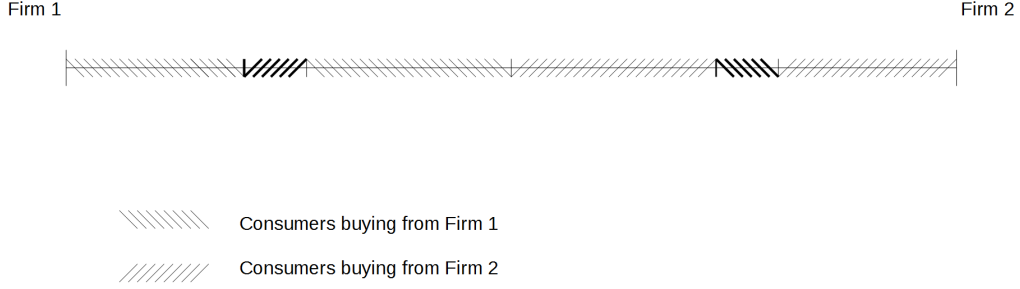 Firm 1
Firm 2
Consumers buying from Firm 1
Consumers buying from Firm 2